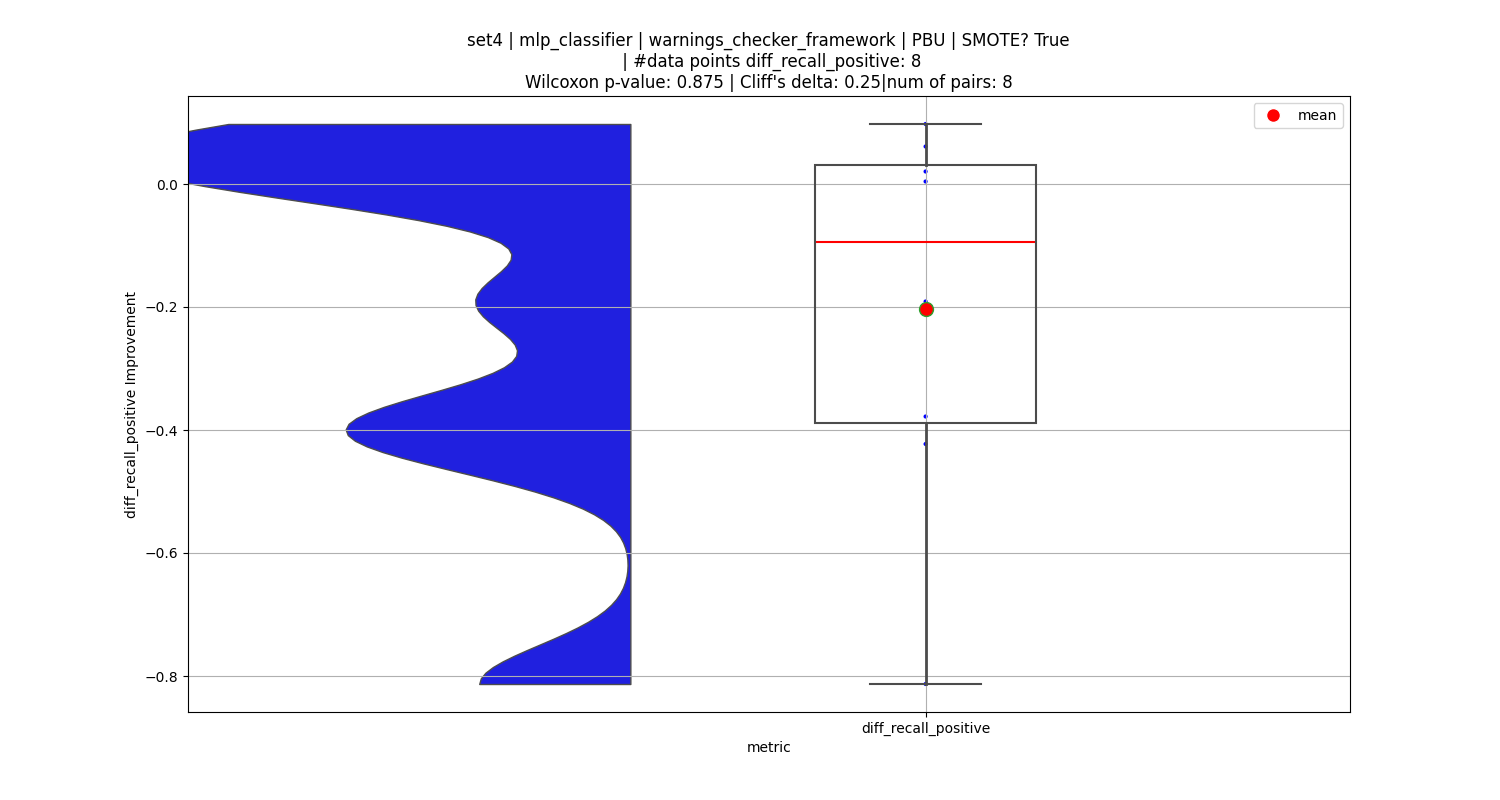 set4 | mlp_classifier | warnings_checker_framework | PBU | SMOTE? True
| #data points diff_recall_positive: 8
Wilcoxon p-value: 0.875 | Cliff's delta: 0.25|num of pairs: 8
mean
0.0
−0.2
−0.4
−0.6
−0.8
diff_recall_positive Improvement
diff_recall_positive
metric